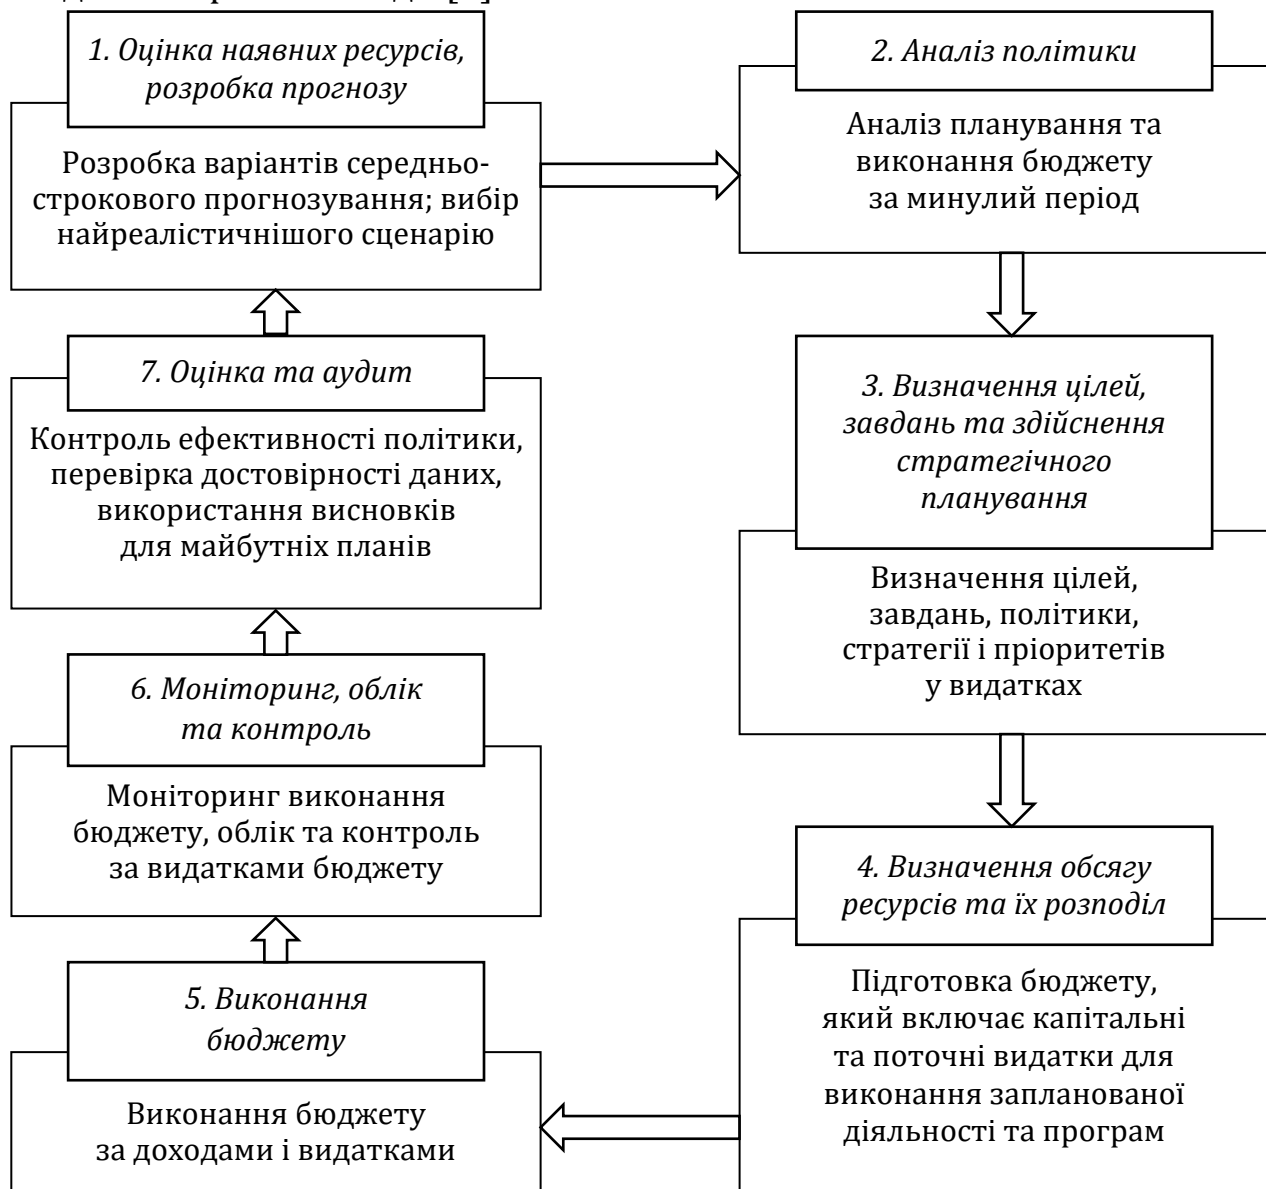 1. Оцінка наявних ресурсів,
розробка прогнозу
Розробка варіантів середньо-
строкового прогнозування; вибір
найреалістичнішого сценарію
2. Аналіз політики
Аналіз планування та
виконання бюджету
за минулий період
3. Визначення цілей,
завдань та здійснення
стратегічного
планування
Визначення цілей,
завдань, політики,
стратегії і пріоритетів
у видатках
4. Визначення обсягу
ресурсів та їх розподіл
Підготовка бюджету,
який включає капітальні
та поточні видатки для
виконання запланованої
діяльності та програм
5. Виконання
бюджету
Виконання бюджету
за доходами і видатками
6. Моніторинг, облік
та контроль
Моніторинг виконання
бюджету, облік та контроль
за видатками бюджету
7. Оцінка та аудит
Контроль ефективності політики,
перевірка достовірності даних,
використання висновків
для майбутніх планів